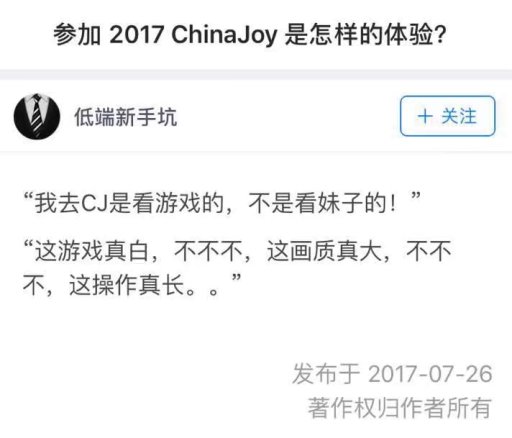 参加 2017 ChinaJoy 是怎样的体验？
低端新手坑
+ 关注
“我去CJ是看游戏的，不是看妹子的！”
“这游戏真白，不不不，这画质真大，不不
不，这操作真长。。”
发布于 2017-07-26
著作权归作者所有